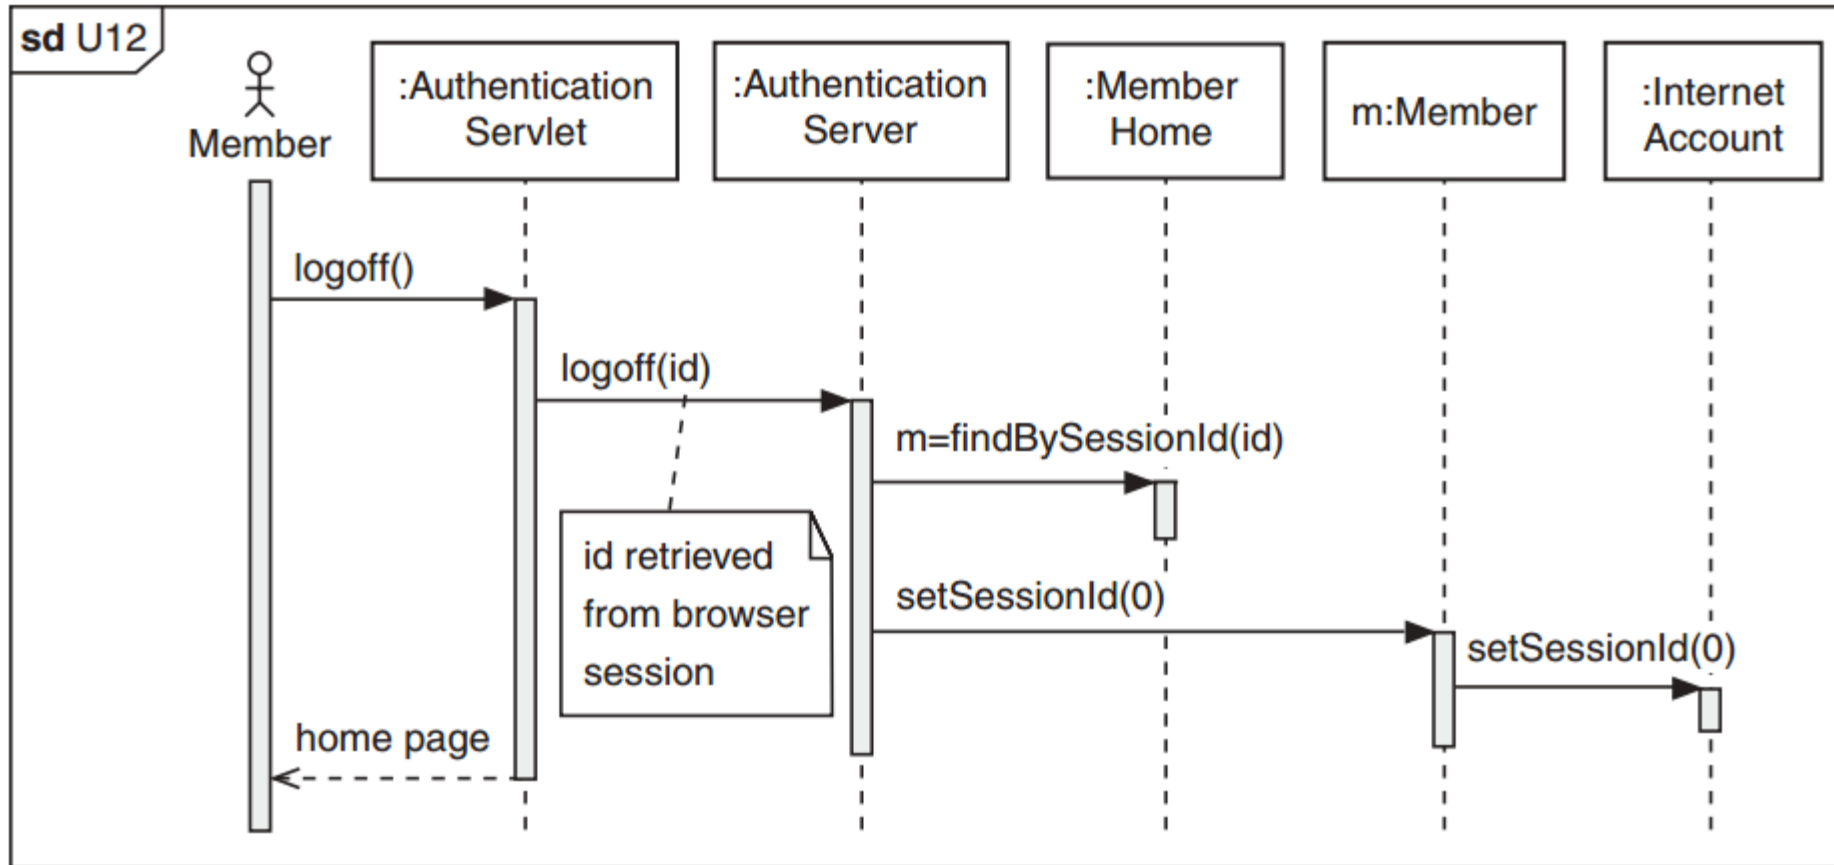 sd U12
Member
:Authentication
Servlet
:Authentication
Server
:Member
Home
m:Member
:Internet
Account
logoff()
logoff(id)
m=findBySessionId(id)
id retrieved
from browser
session
setSessionId(0)
setSessionId(0)
home page